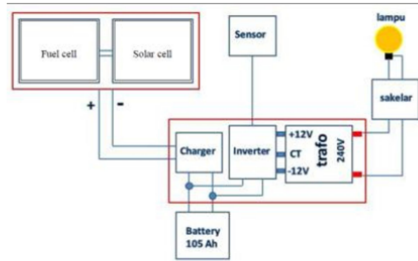 Fuel cell
Solar cell
+
-
Sensor
lampu
sakelar
Charger
Inverter
+12V
CT
-12V
trafo
240V
Battery
105 Ah